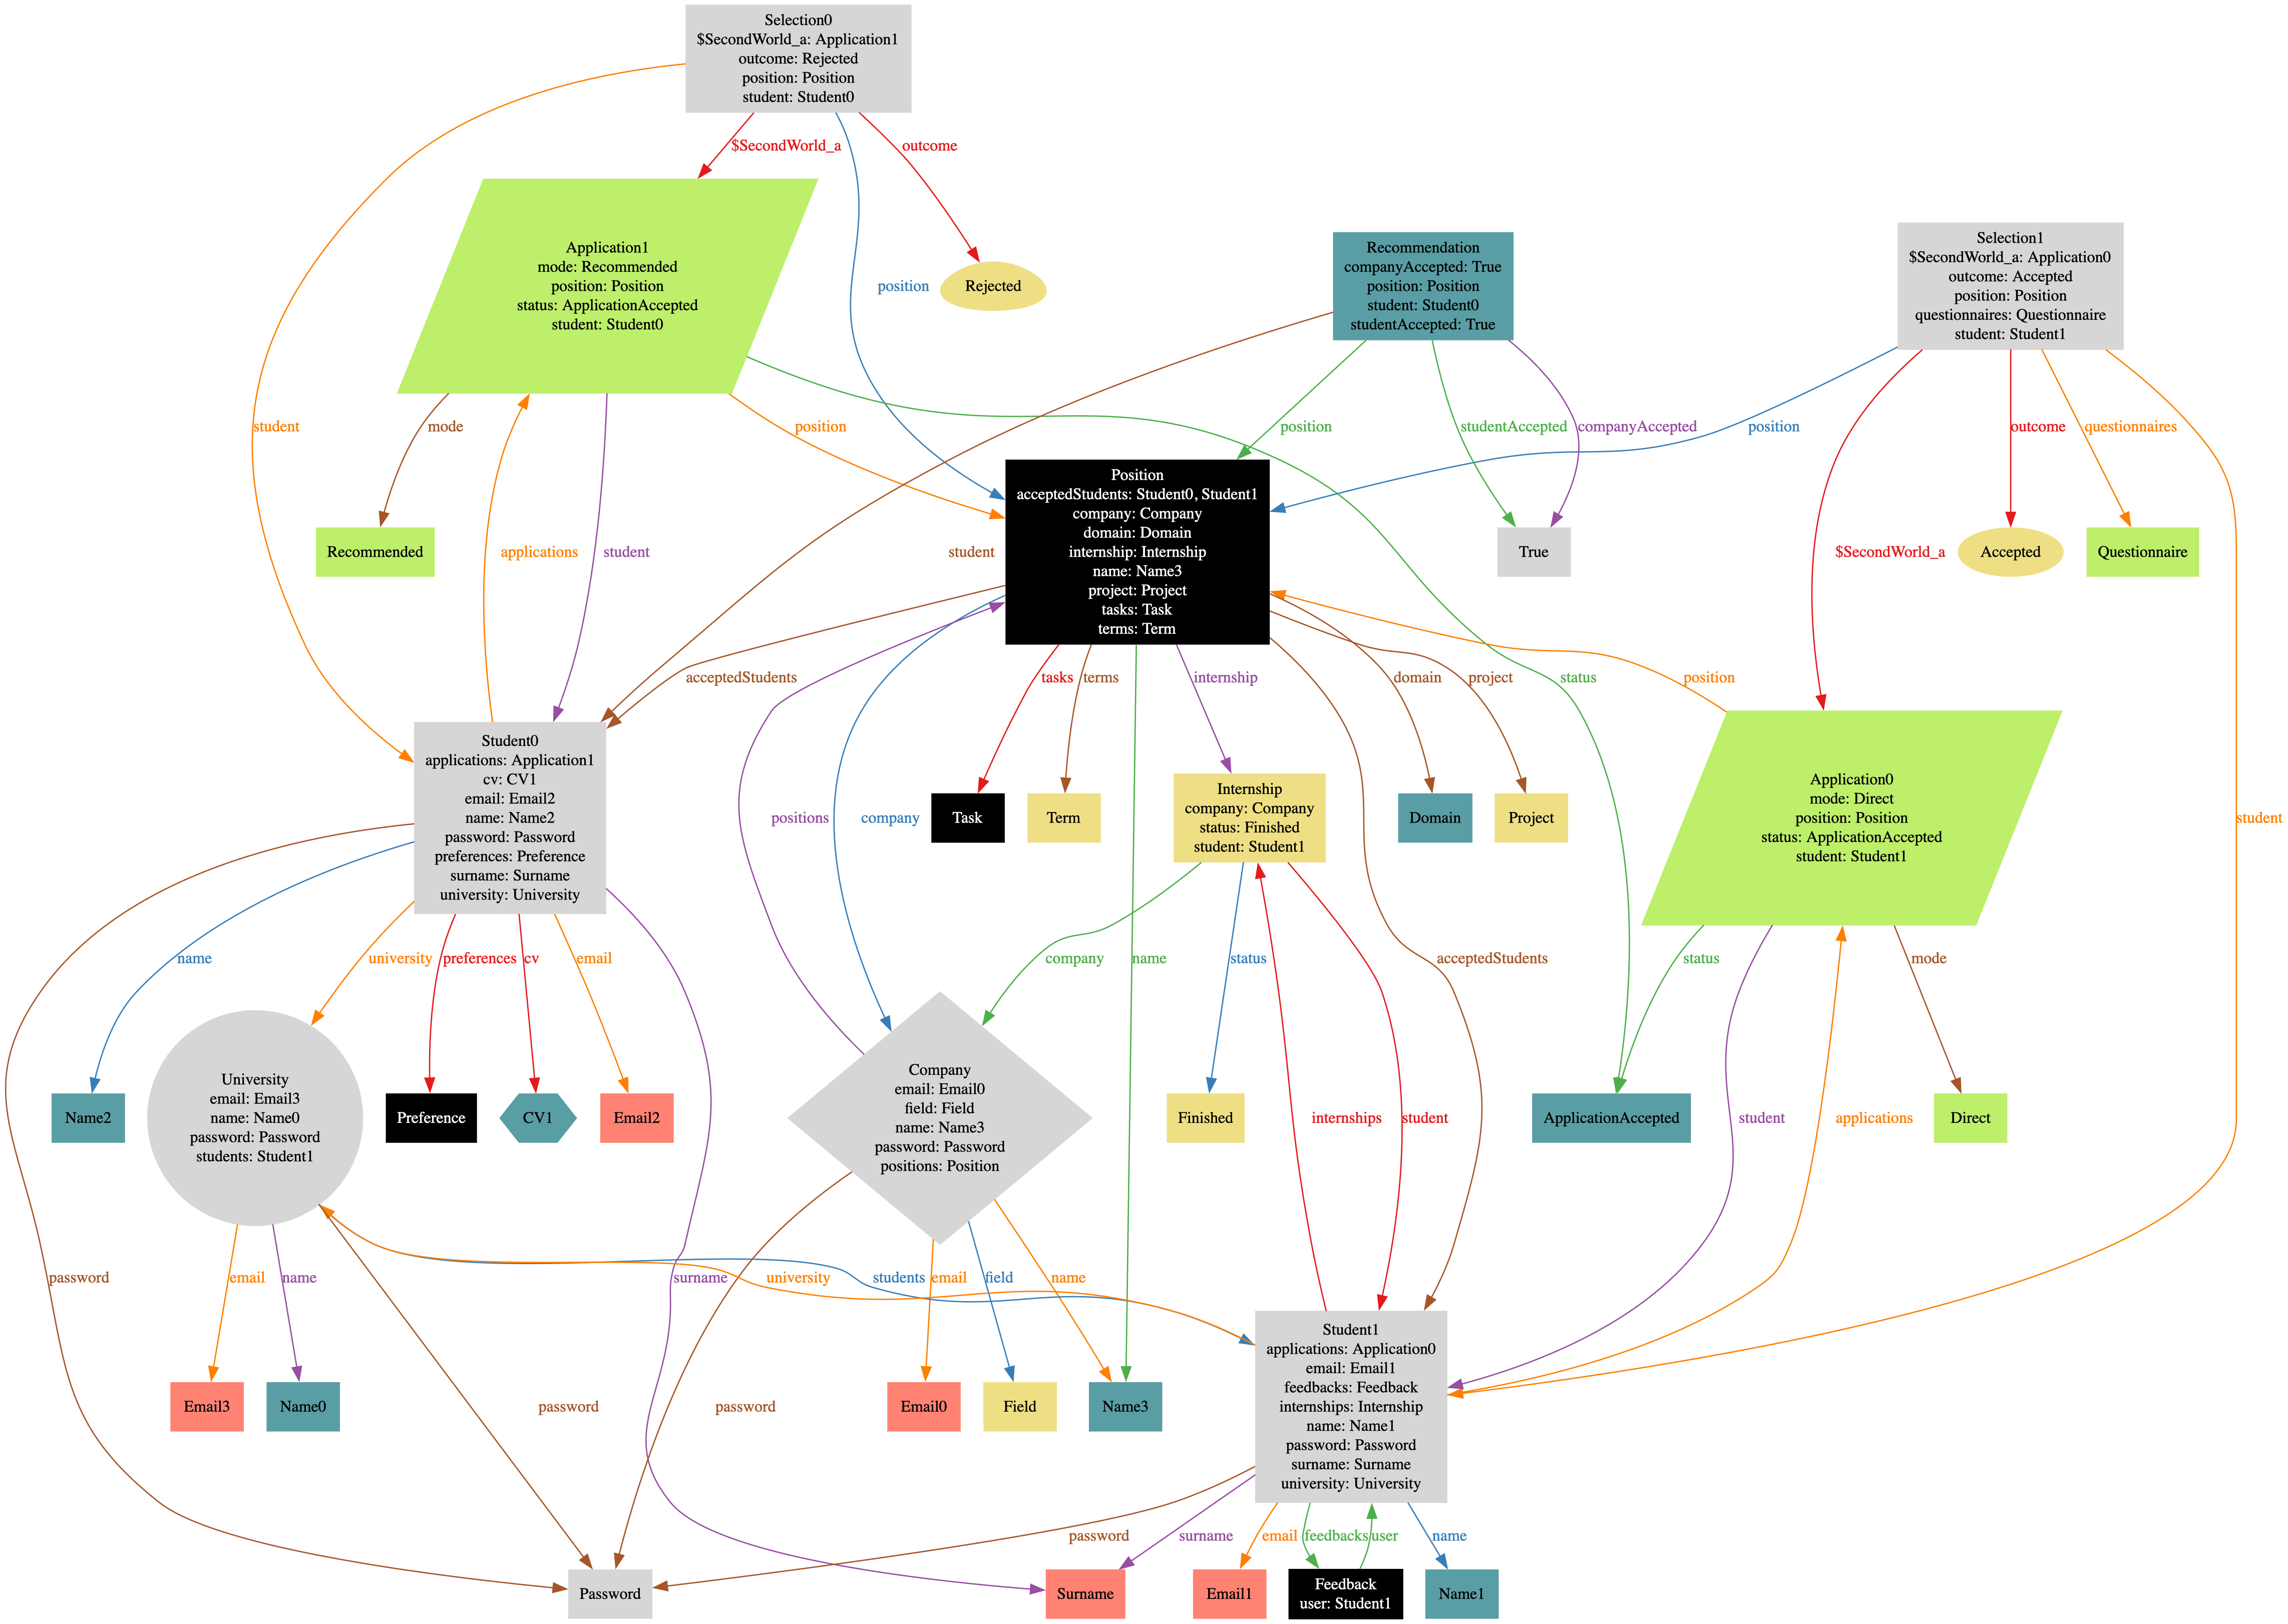 Selection0
$SecondWorld_a: Application1
outcome: Rejected
position: Position
student: Student0
$SecondWorld_a
outcome
Application1
mode: Recommended
position: Position
status: ApplicationAccepted
student: Student0
position
Rejected
Recommendation
companyAccepted: True
position: Position
student: Student0
studentAccepted: True
Selection1
$SecondWorld_a: Application0
outcome: Accepted
position: Position
questionnaires: Questionnaire
student: Student1
student
mode
position
position
studentAccepted
companyAccepted
position
outcome
questionnaires
Recommended
applications
student
student
Position
acceptedStudents: Student0, Student1
company: Company
domain: Domain
internship: Internship
name: Name3
project: Project
tasks: Task
terms: Term
True
$SecondWorld_a
Accepted
Questionnaire
acceptedStudents
tasks
terms
internship
domain
project
status
position
Student0
applications: Application1
cv: CV1
email: Email2
name: Name2
password: Password
preferences: Preference
surname: Surname
university: University
positions
company
Task
Term
Internship
company: Company
status: Finished
student: Student1
Domain
Project
Application0
mode: Direct
position: Position
status: ApplicationAccepted
student: Student1
student
name
university
preferences
cv
email
company
name
status
acceptedStudents
status
mode
Name2
University
email: Email3
name: Name0
password: Password
students: Student1
Preference
CV1
Email2
Company
email: Email0
field: Field
name: Name3
password: Password
positions: Position
Finished
internships
student
ApplicationAccepted
student
applications
Direct
password
email
name
surname
university
students
email
field
name
Email3
Name0
password
password
Email0
Field
Name3
Student1
applications: Application0
email: Email1
feedbacks: Feedback
internships: Internship
name: Name1
password: Password
surname: Surname
university: University
password
surname
email
feedbacks
user
name
Password
Surname
Email1
Feedback
user: Student1
Name1